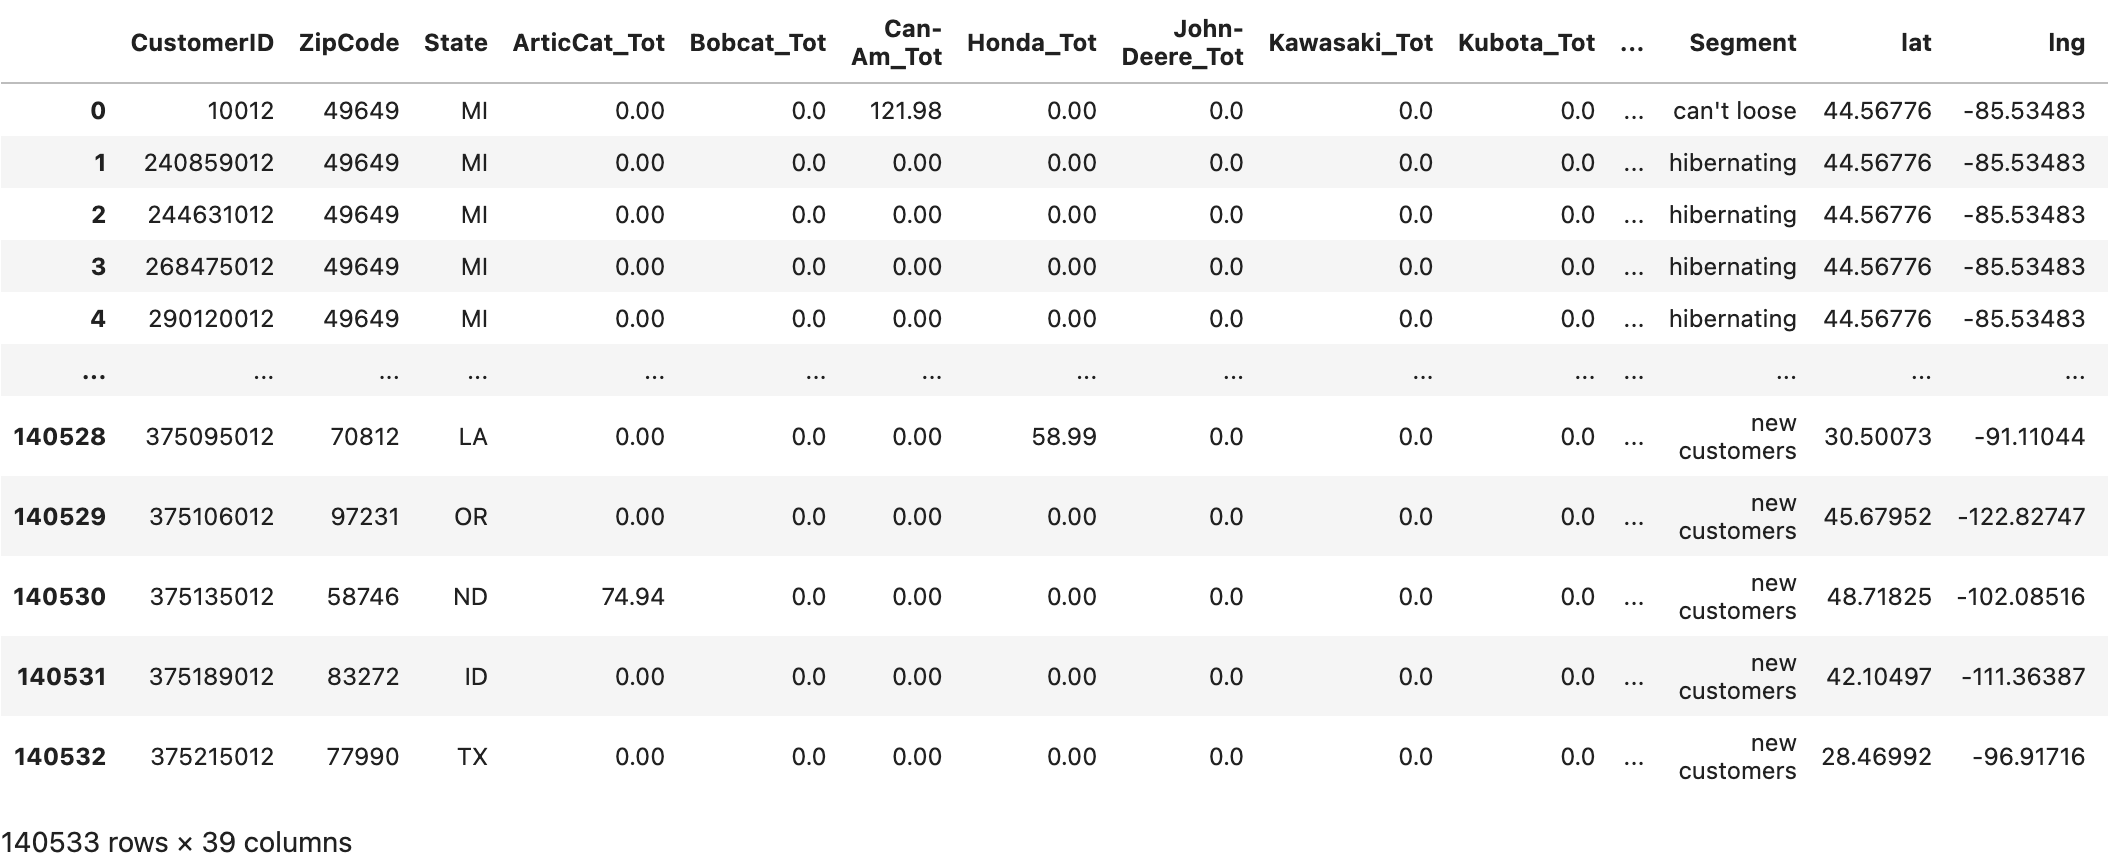 CustomerID ZipCode State ArticCat_Tot Bobcat_Tot Can-Am_Tot Honda_Tot John-Deere_Tot Kawasaki_Tot Kubota_Tot ... Segment lat lng
0 10012 49649 MI 0.00 0.0 121.98 0.00 0.0 0.0 0.0 ... can't loose 44.56776 -85.53483
1 240859012 49649 MI 0.00 0.0 0.00 0.00 0.0 0.0 0.0 ... hibernating 44.56776 -85.53483
2 244631012 49649 MI 0.00 0.0 0.00 0.00 0.0 0.0 0.0 ... hibernating 44.56776 -85.53483
3 268475012 49649 MI 0.00 0.0 0.00 0.00 0.0 0.0 0.0 ... hibernating 44.56776 -85.53483
4 290120012 49649 MI 0.00 0.0 0.00 0.00 0.0 0.0 0.0 ... hibernating 44.56776 -85.53483
... ... ... ... ... ... ... ... ... ... ... ... ... ... ...
140528 375095012 70812 LA 0.00 0.0 0.00 58.99 0.0 0.0 0.0 ... new customers 30.50073 -91.11044
140529 375106012 97231 OR 0.00 0.0 0.00 0.00 0.0 0.0 0.0 ... new customers 45.67952 -122.82747
140530 375135012 58746 ND 74.94 0.0 0.00 0.00 0.0 0.0 0.0 ... new customers 48.71825 -102.08516
140531 375189012 83272 ID 0.00 0.0 0.00 0.00 0.0 0.0 0.0 ... new customers 42.10497 -111.36387
140532 375215012 77990 TX 0.00 0.0 0.00 0.00 0.0 0.0 0.0 ... new customers 28.46992 -96.91716
140533 rows × 39 columns